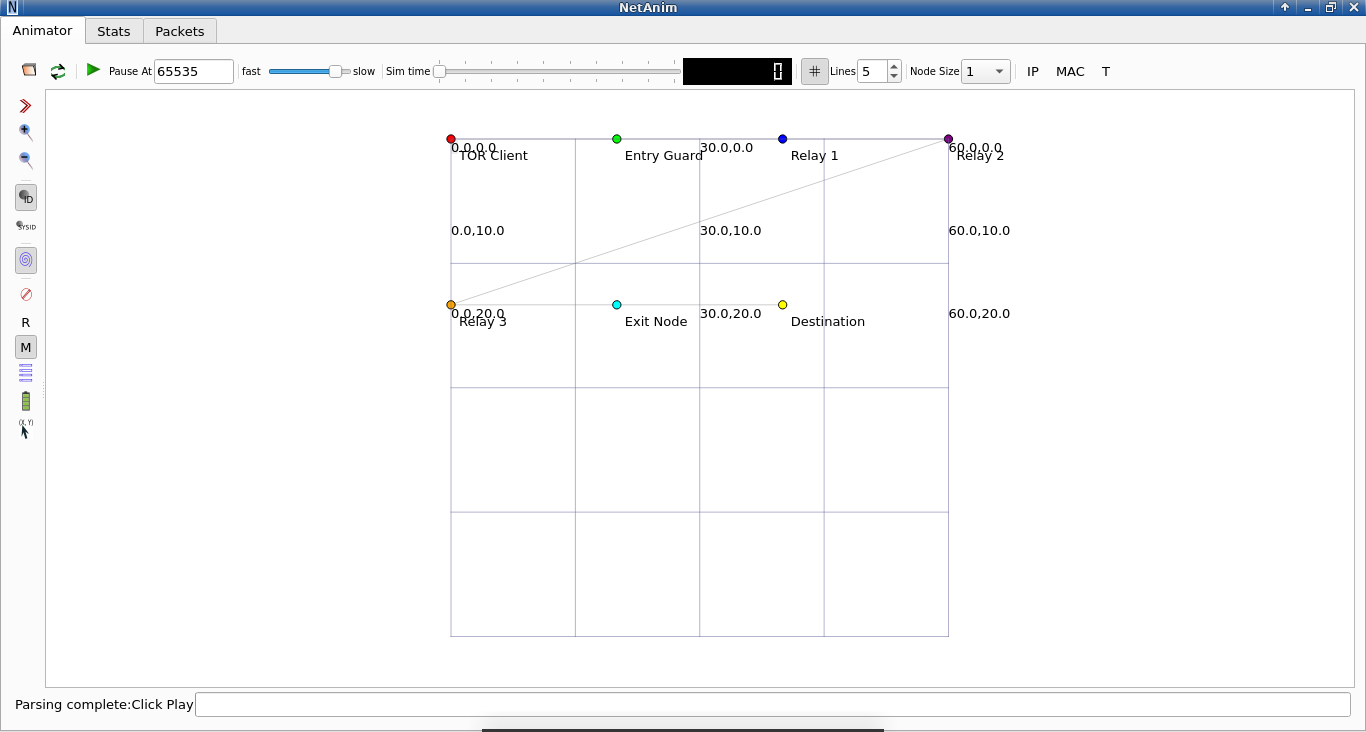 N NetAnim
Animator Stats Packets
Pause At 65535 fast slow Sim time 0 # Lines 5 Node Size 1 IP MAC T
0.0,0.0 30.0,0.0 60.0,0.0
TOR Client Entry Guard Relay 1 Relay 2
ID
SYSID
0.0,10.0 30.0,10.0 60.0,10.0
0.0,20.0 30.0,20.0 60.0,20.0
R Relay 3 Exit Node Destination
M
(X, Y)
Parsing complete:Click Play